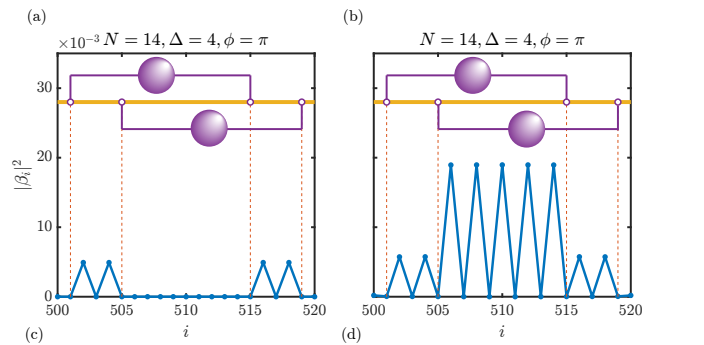 (a)
(b)
×10⁻³ N = 14, Δ = 4, ϕ = π
N = 14, Δ = 4, ϕ = π
30
20
10
0
|βᵢ|²
500 505 510 515 520
500 505 510 515 520
i
i
(c)
(d)